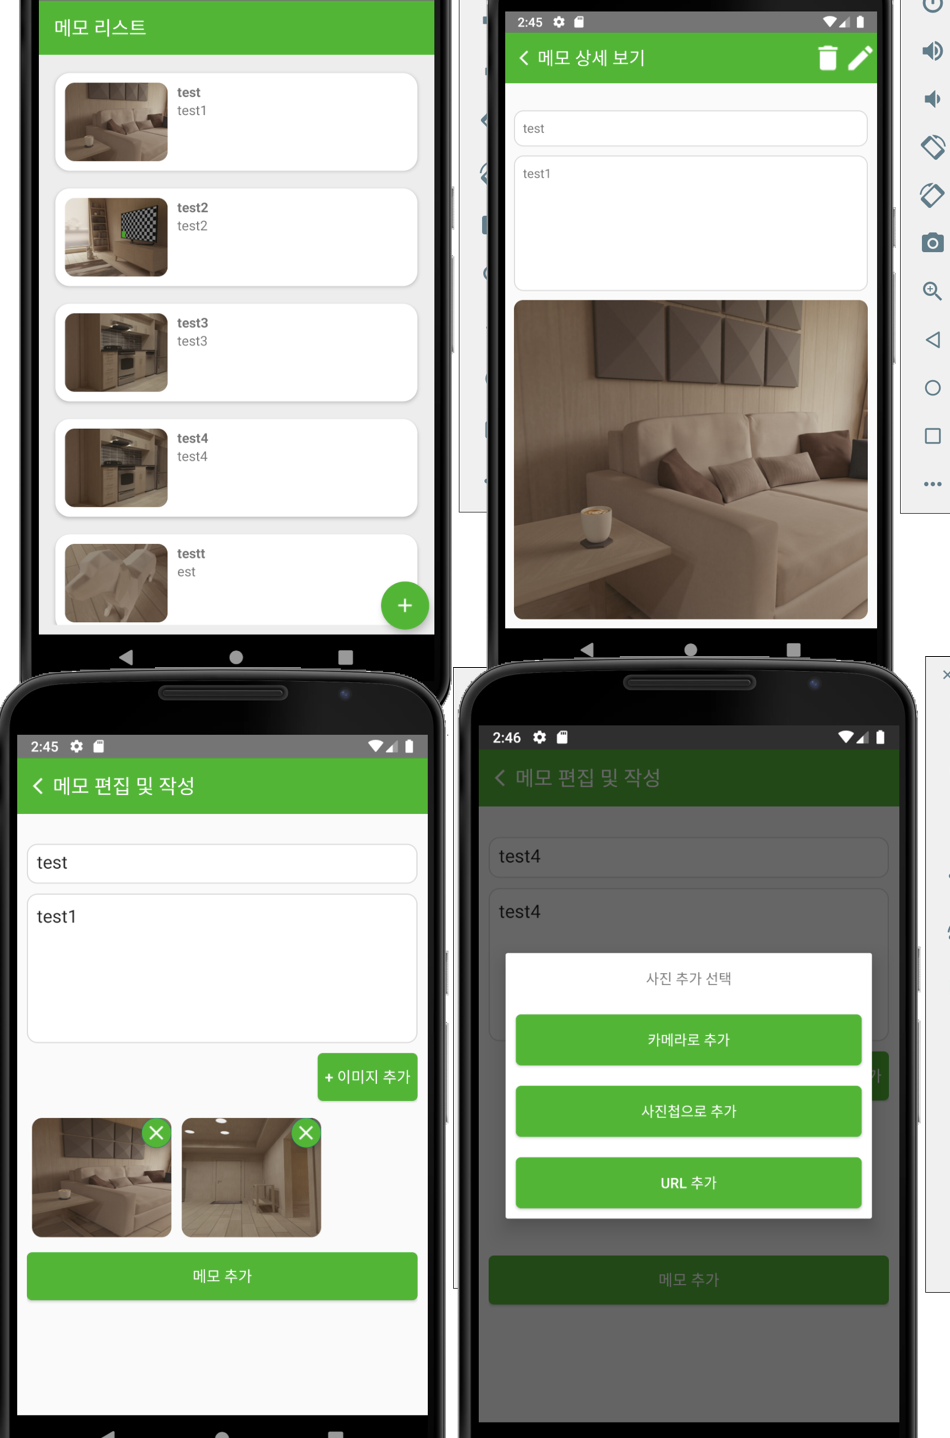 메모 리스트
test
test1
test2
test2
test3
test3
test4
test4
testt
est
+
2:45
메모 상세 보기
test
test1
2:45
메모 편집 및 작성
test
test1
+ 이미지 추가
메모 추가
2:46
메모 편집 및 작성
test4
test4
가
사진 추가 선택
카메라로 추가
사진첩으로 추가
URL 추가
메모 추가